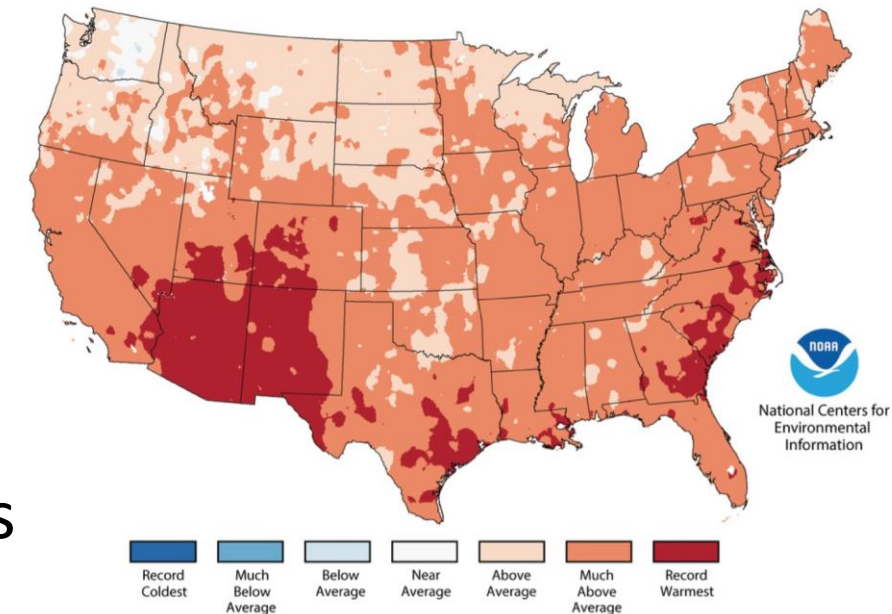 NOAA
National Centers for
Environmental
Information
s
Record
Coldest
Much
Below
Average
Below
Average
Near
Average
Above
Average
Much
Above
Average
Record
Warmest